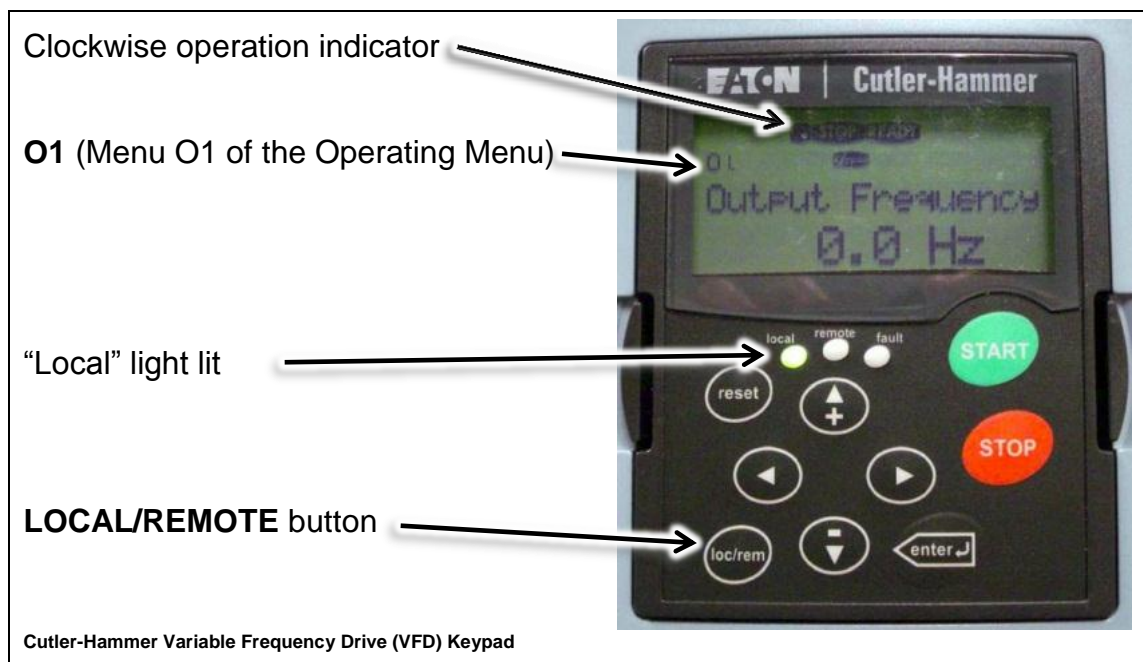 Clockwise operation indicator
EATON | Cutler-Hammer
STOP READY
O1 (Menu O1 of the Operating Menu)
O1
Output Frequency
0.0 Hz
“Local” light lit
local remote fault
START
reset
+
STOP
LOCAL/REMOTE button
loc/rem
-
enter
Cutler-Hammer Variable Frequency Drive (VFD) Keypad